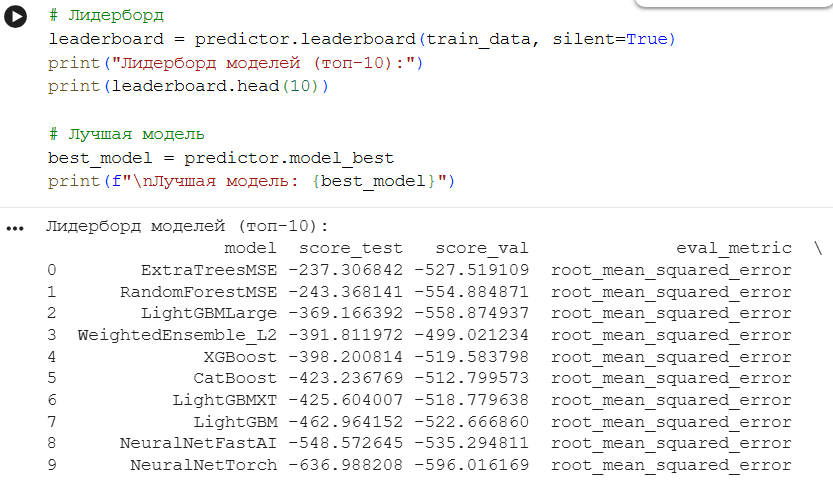 # Лидерборд
leaderboard = predictor.leaderboard(train_data, silent=True)
print("Лидерборд моделей (топ-10):")
print(leaderboard.head(10))
# Лучшая модель
best_model = predictor.model_best
print(f"\nЛучшая модель: {best_model}")
Лидерборд моделей (топ-10):
model score_test score_val eval_metric \
0 ExtraTreesMSE -237.306842 -527.519109 root_mean_squared_error
1 RandomForestMSE -243.368141 -554.884871 root_mean_squared_error
2 LightGBMLarge -369.166392 -558.874937 root_mean_squared_error
3 WeightedEnsemble_L2 -391.811972 -499.021234 root_mean_squared_error
4 XGBoost -398.200814 -519.583798 root_mean_squared_error
5 CatBoost -423.236769 -512.799573 root_mean_squared_error
6 LightGBMXT -425.604007 -518.779638 root_mean_squared_error
7 LightGBM -462.964152 -522.666860 root_mean_squared_error
8 NeuralNetFastAI -548.572645 -535.294811 root_mean_squared_error
9 NeuralNetTorch -636.988208 -596.016169 root_mean_squared_error